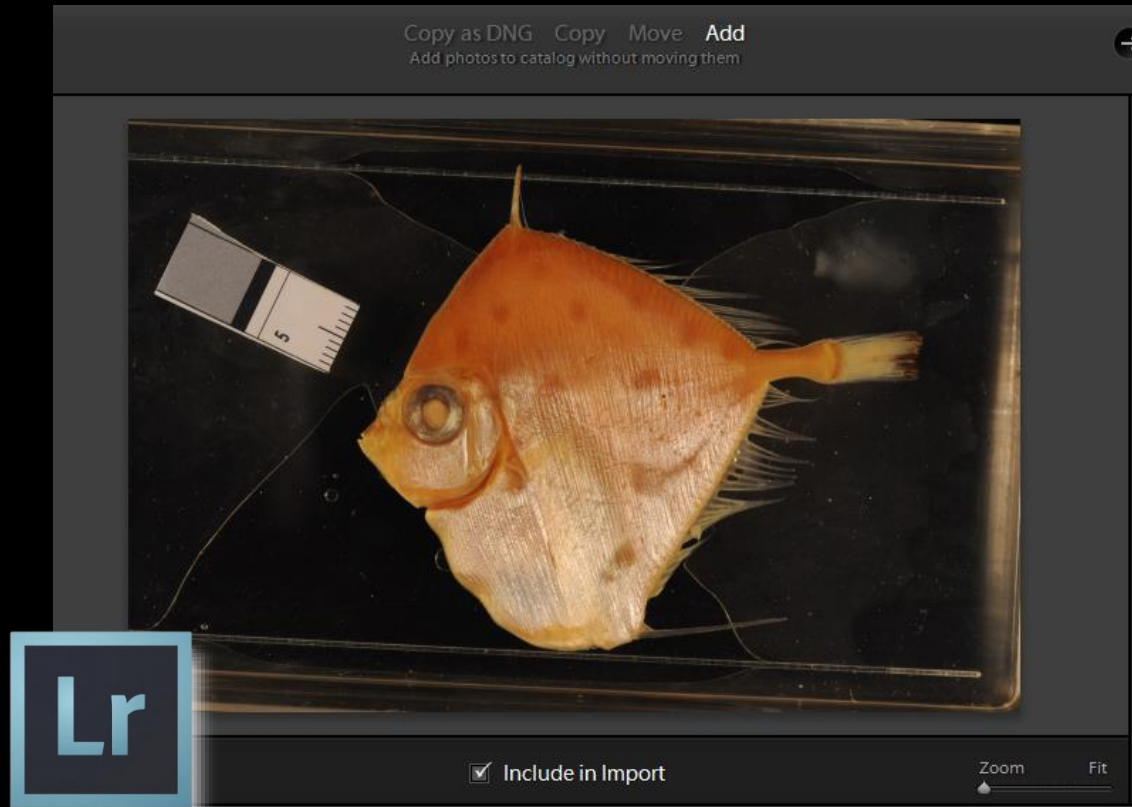 Copy as DNG Copy Move Add
Add photos to catalog without moving them
5
Lr
Include in Import
Zoom Fit